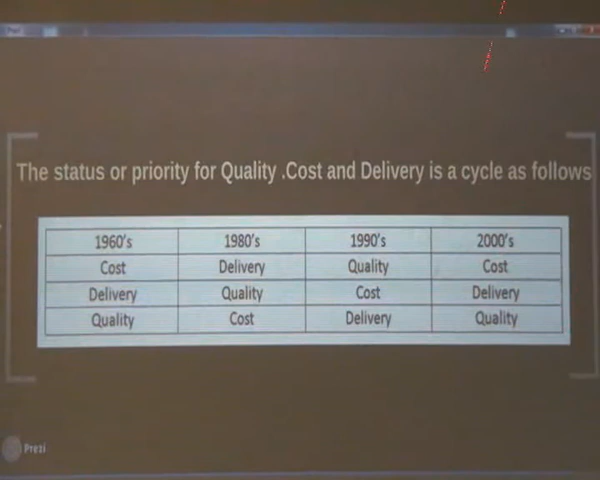 The status or priority for Quality .Cost and Delivery is a cycle as follows
1960's 1980's 1990's 2000's
Cost Delivery Quality Cost
Delivery Quality Cost Delivery
Quality Cost Delivery Quality
Prezi